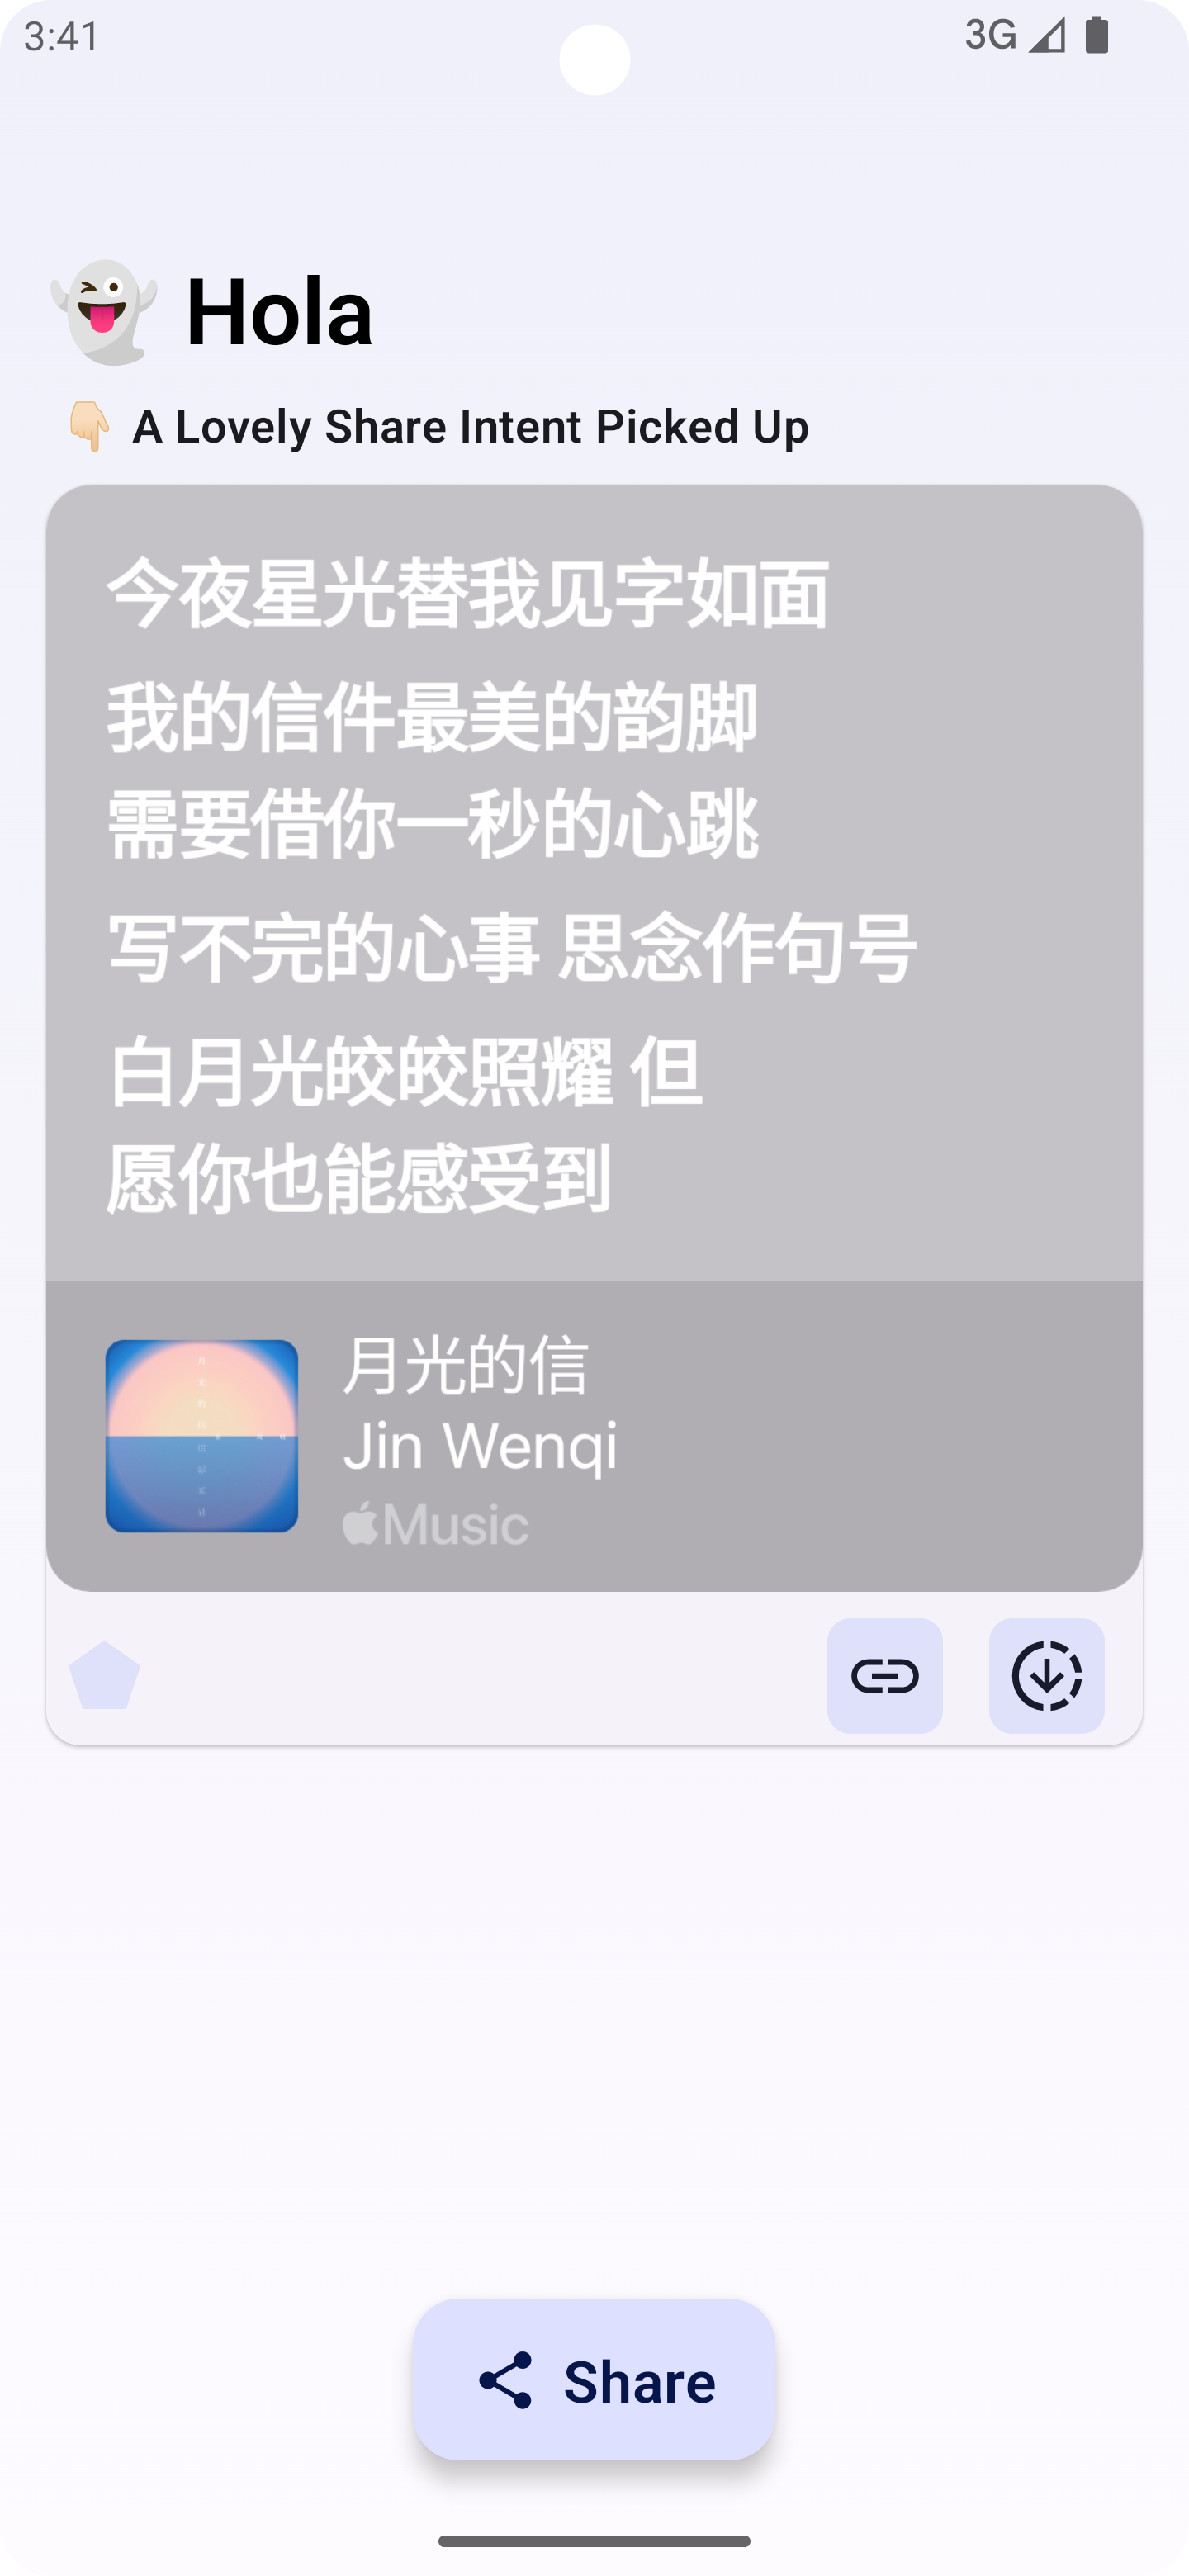 3:41
3G
Hola
A Lovely Share Intent Picked Up
今夜星光替我见字如面
我的信件最美的韵脚
需要借你一秒的心跳
写不完的心事 思念作句号
白月光皎皎照耀 但
愿你也能感受到
月光的信
Jin Wenqi
Music
Share